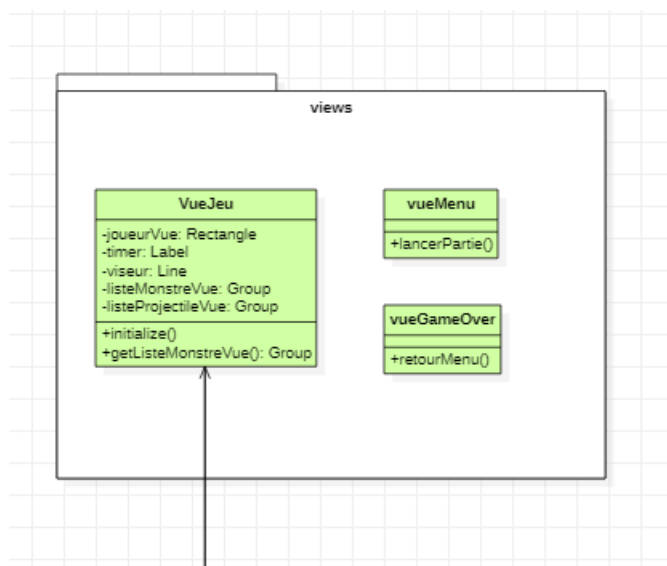 views
VueJeu
-joueurVue: Rectangle
-timer: Label
-viseur: Line
-listeMonstreVue: Group
-listeProjectileVue: Group
+initialize()
+getListeMonstreVue(): Group
vueMenu
+lancerPartie()
vueGameOver
+retourMenu()